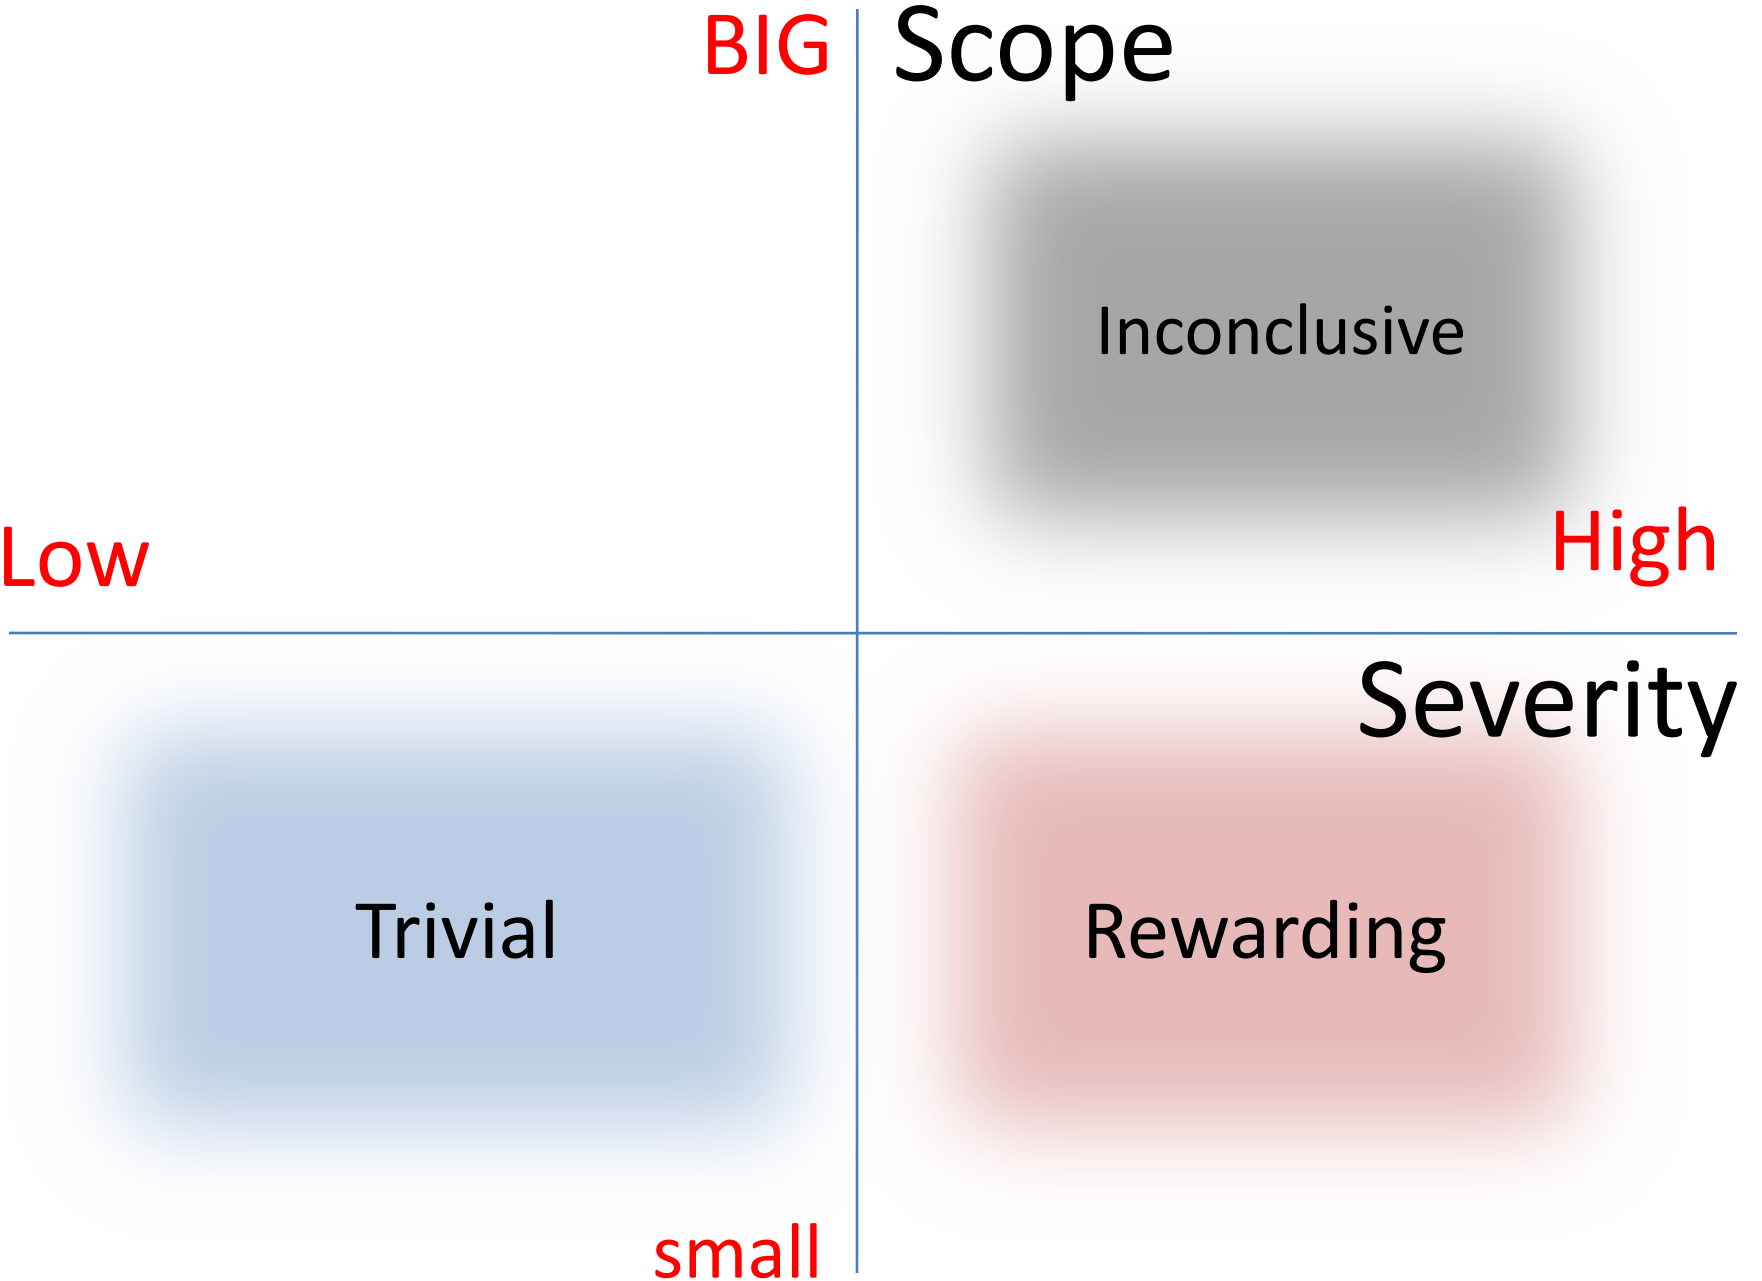 BIG
Scope
Inconclusive
Low
High
Severity
Trivial
Rewarding
small